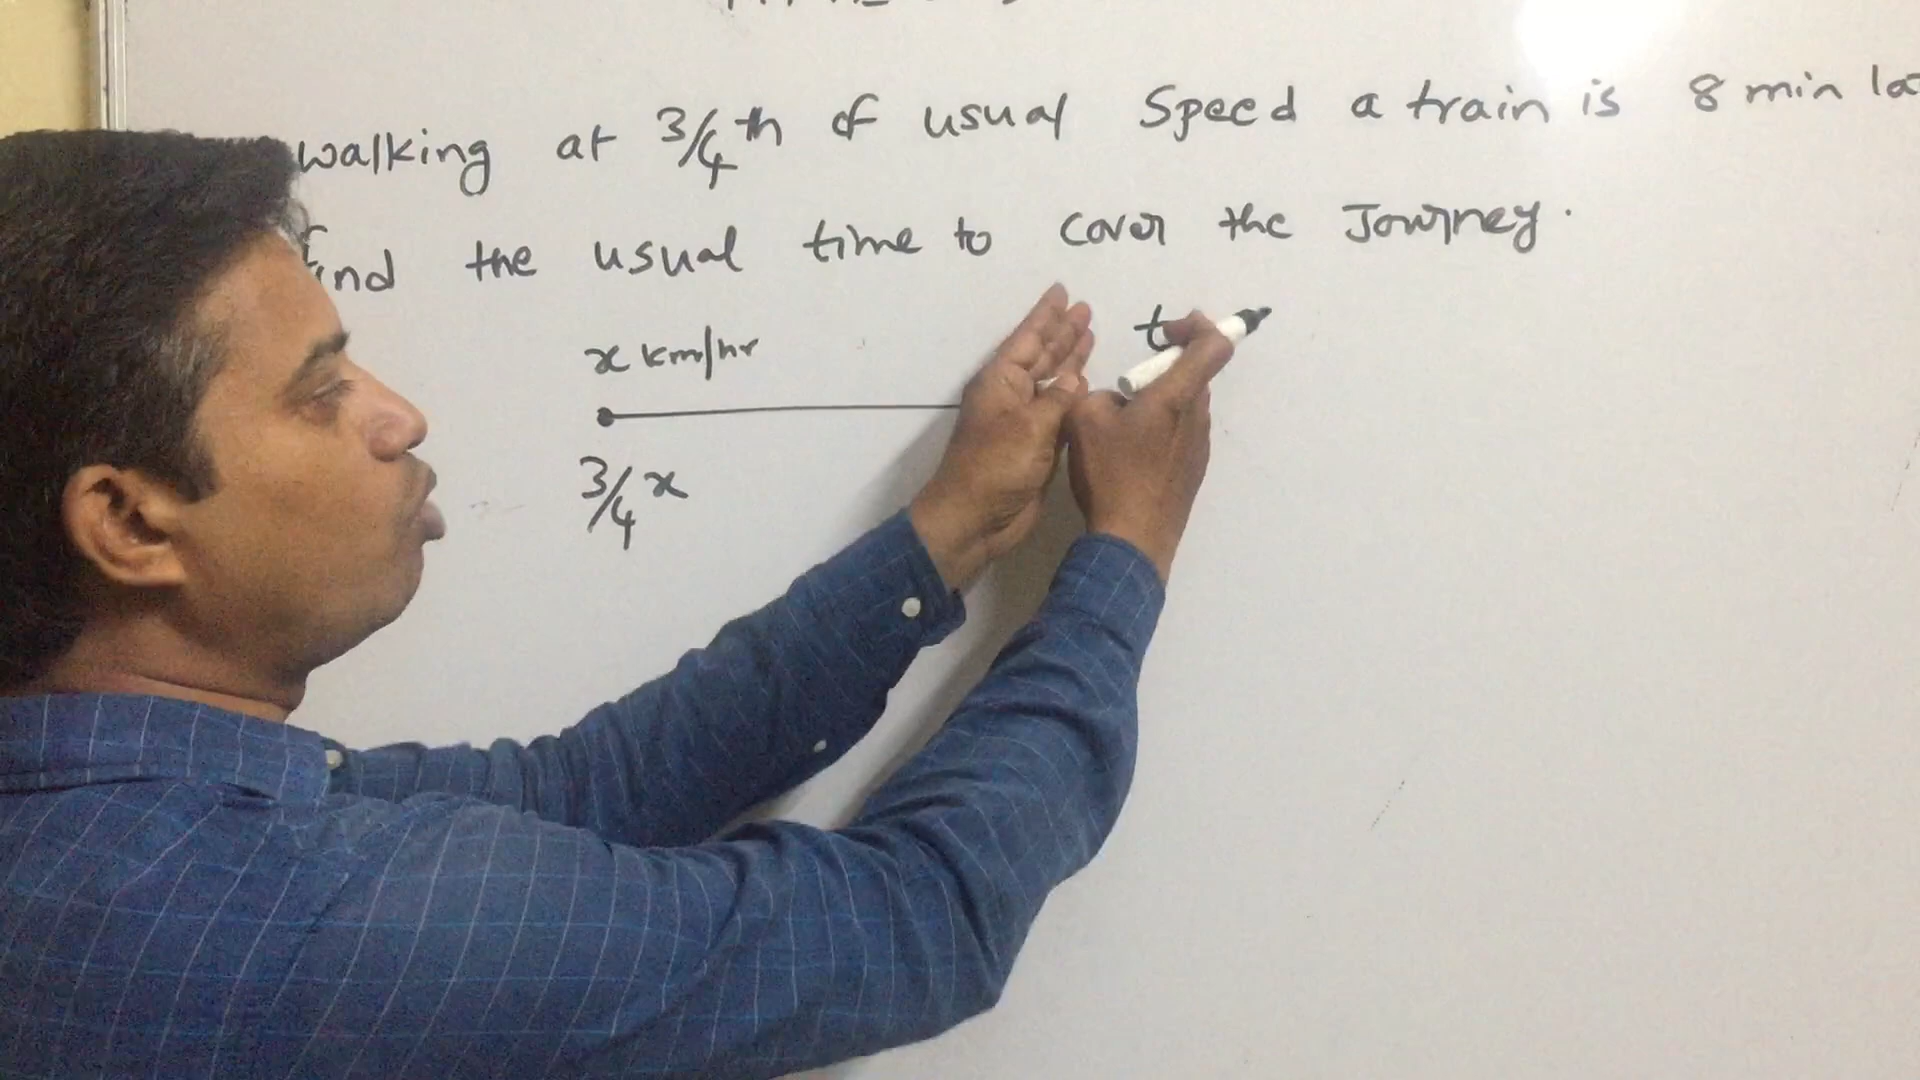 walking at 3/4th of usual speed a train is 8 min
find the usual time to cover the Journey.
x km/hr t
3/4 x